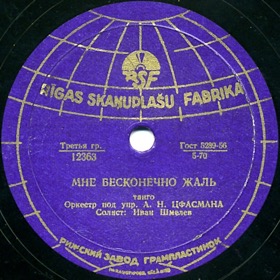 BSF
RIGAS SKAŅUPLAŠU FABRIKA
Третья гр.
12363
Гост 5289-56
5-70
МНЕ БЕСКОНЕЧНО ЖАЛЬ
танго
Оркестр под упр. А. Н. ЦФАСМАНА
Солист: Иван Шмелев
РИЖСКИЙ ЗАВОД ГРАМПЛАСТИНОК